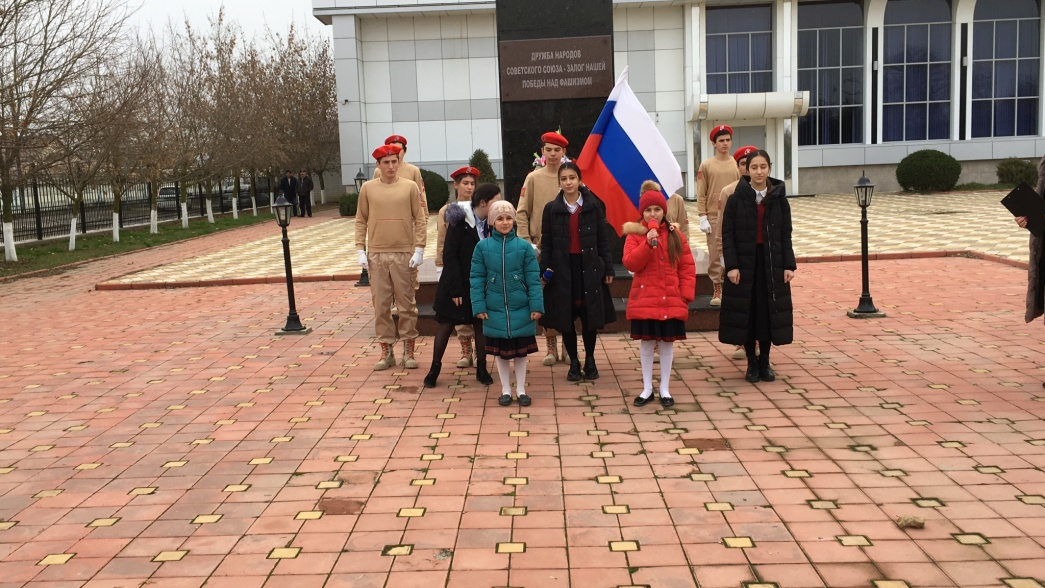 ДРУЖБА НАРОДОВ
СОВЕТСКОГО СОЮЗА - ЗАЛОГ НАШЕЙ
ПОБЕДЫ НАД ФАШИЗМОМ